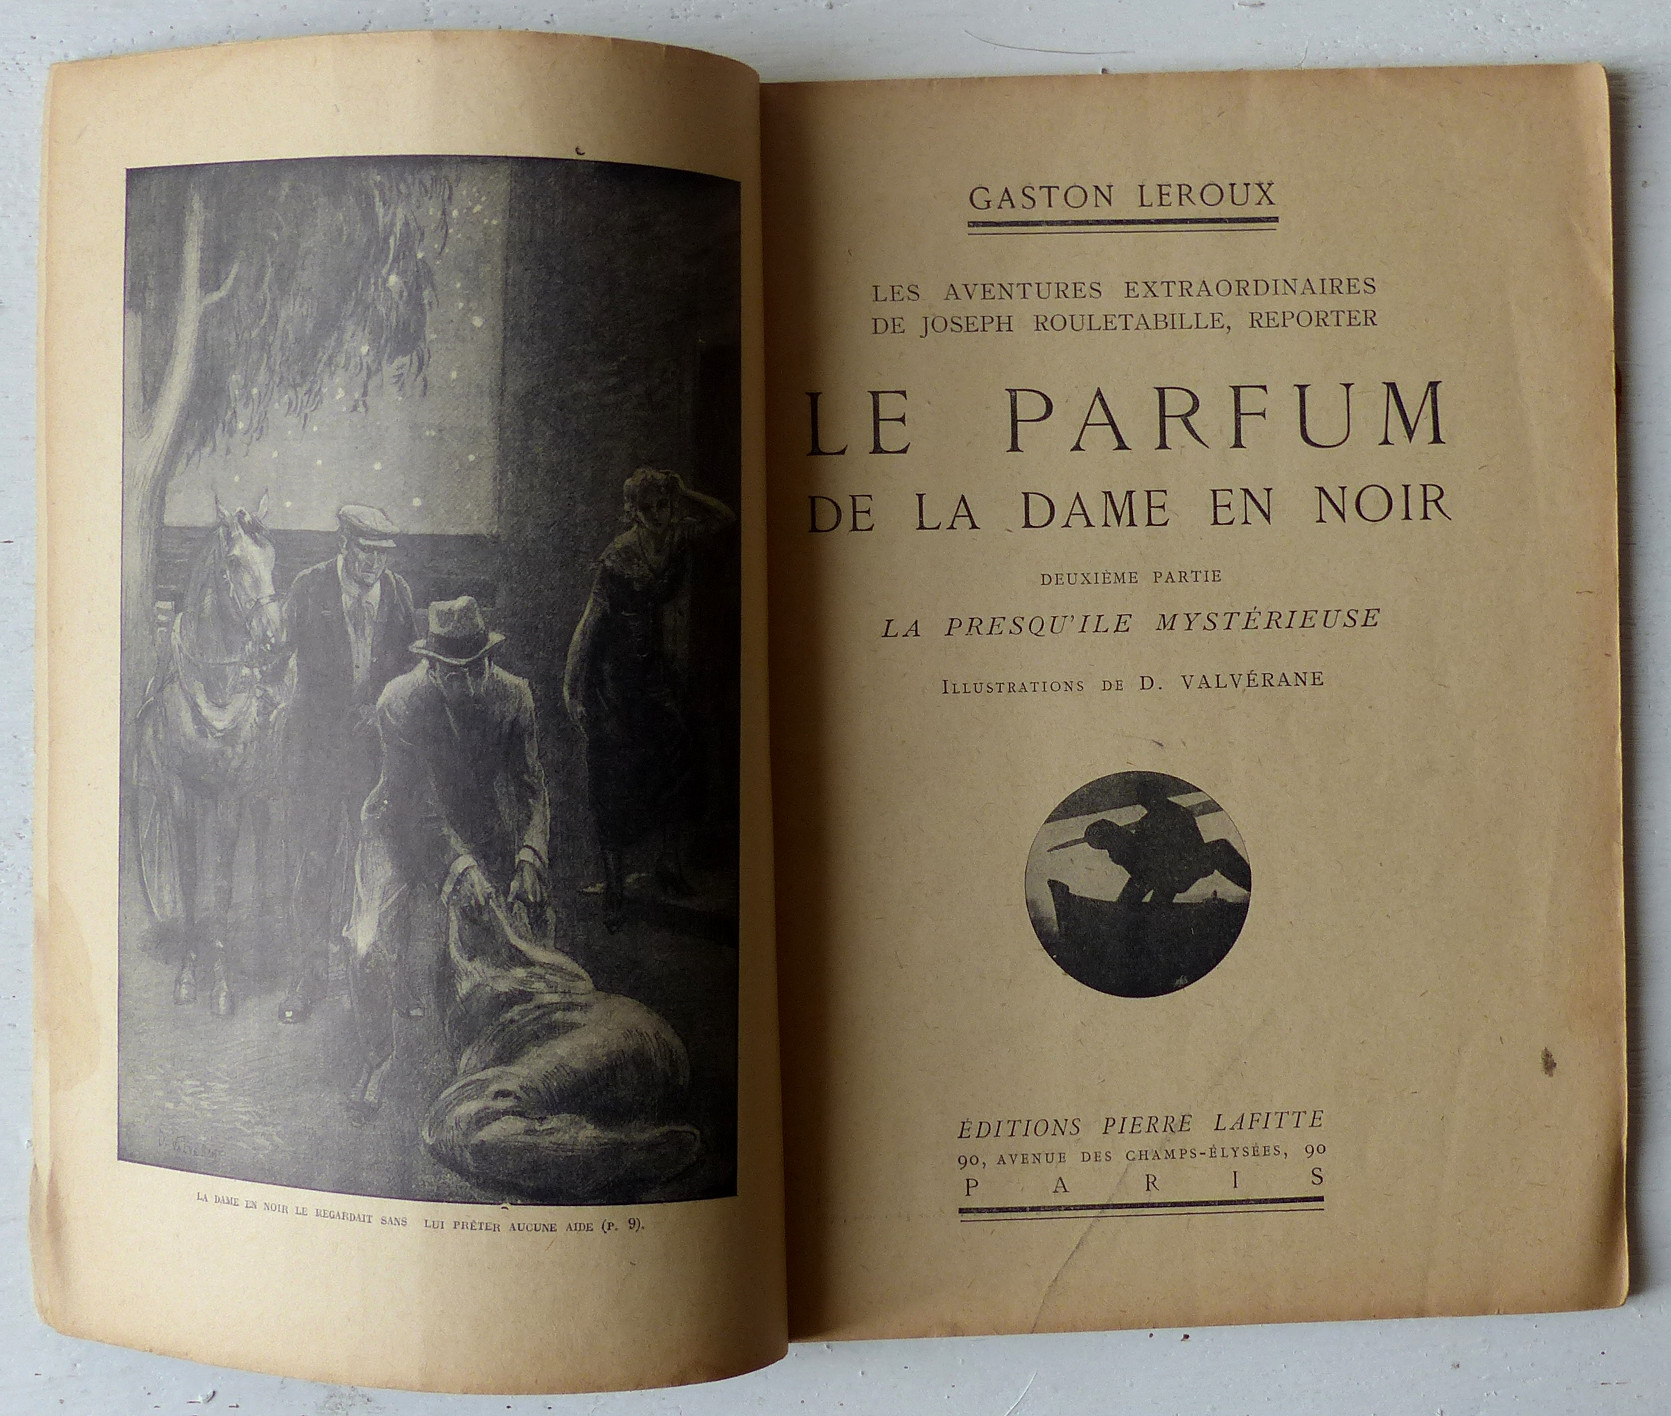 LA DAME EN NOIR LE REGARDAIT SANS LUI PRÊTER AUCUNE AIDE (P. 9).
GASTON LEROUX
LES AVENTURES EXTRAORDINAIRES
DE JOSEPH ROULETABILLE, REPORTER
LE PARFUM
DE LA DAME EN NOIR
DEUXIÈME PARTIE
LA PRESQU'ILE MYSTÉRIEUSE
ILLUSTRATIONS DE D. VALVÉRANE
ÉDITIONS PIERRE LAFITTE
90, AVENUE DES CHAMPS-ÉLYSÉES, 90
PARIS